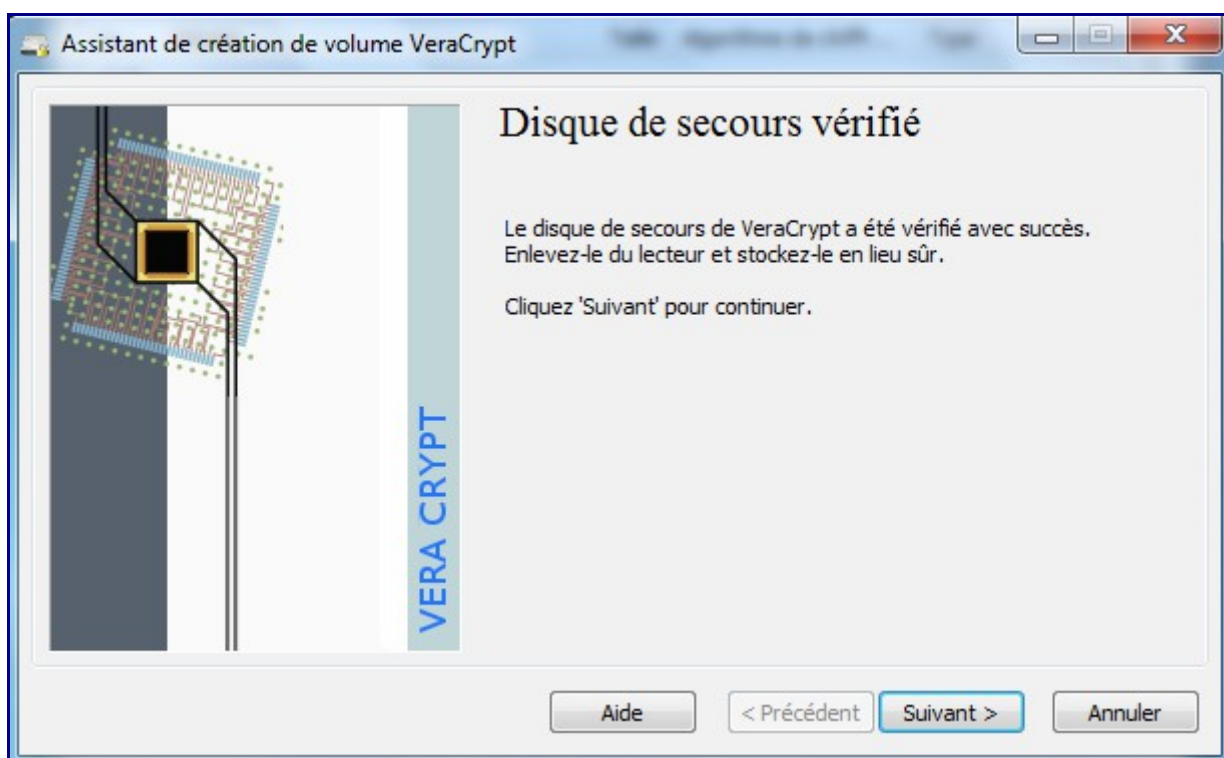 Assistant de création de volume VeraCrypt
Disque de secours vérifié
Le disque de secours de VeraCrypt a été vérifié avec succès.
Enlevez-le du lecteur et stockez-le en lieu sûr.
Cliquez 'Suivant' pour continuer.
VERA CRYPT
Aide
< Précédent
Suivant >
Annuler